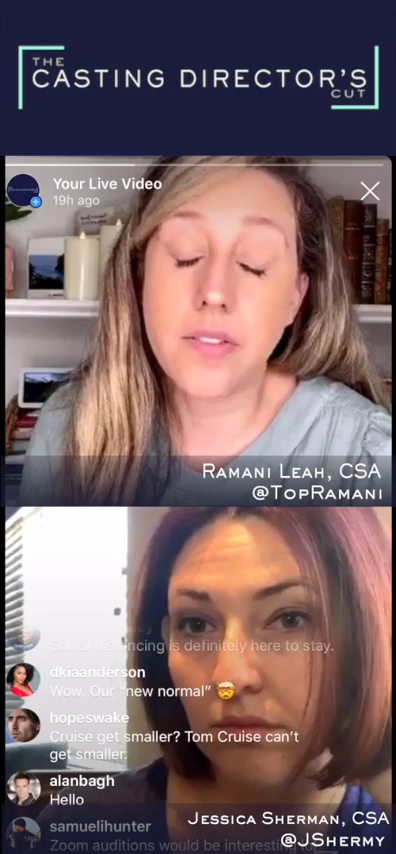 THE
CASTING DIRECTOR'S
CUT
Your Live Video
19h ago
RAMANI LEAH, CSA
@TOPRAMANI
Social distancing is definitely here to stay.
dkiaanderson
Wow. Our "new normal" 🤯
hopeswake
Cruise get smaller? Tom Cruise can't
get smaller.
alanbagh
Hello
JESSICA SHERMAN, CSA
samuelihunter
@JSHERMY
Zoom auditions would be interesting